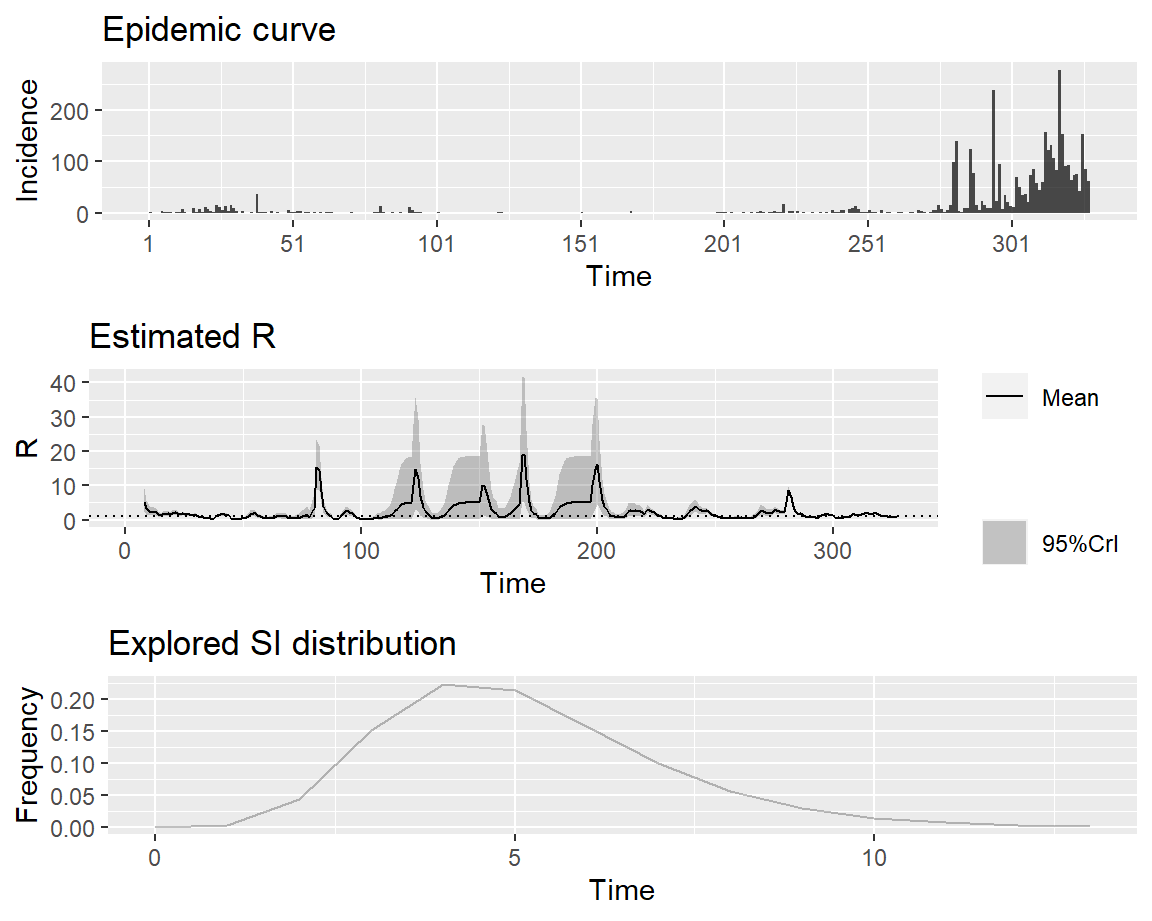 Epidemic curve
Incidence
200
100
0
1 51 101 151 201 251 301
Time
Estimated R
R
40
30
20
10
0
0 100 200 300
Time
Mean
95%CrI
Explored SI distribution
Frequency
0.20
0.15
0.10
0.05
0.00
0 5 10
Time